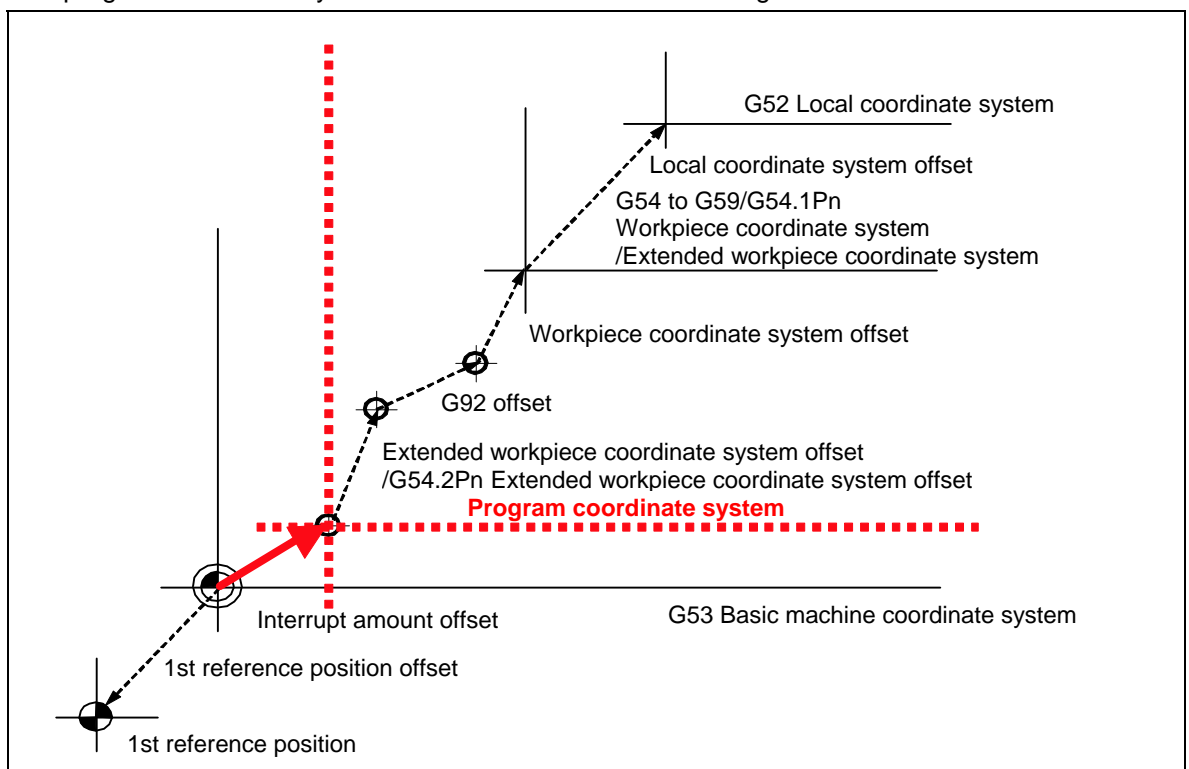 G52 Local coordinate system
Local coordinate system offset
G54 to G59/G54.1Pn
Workpiece coordinate system
/Extended workpiece coordinate system
Workpiece coordinate system offset
G92 offset
Extended workpiece coordinate system offset
/G54.2Pn Extended workpiece coordinate system offset
Program coordinate system
G53 Basic machine coordinate system
Interrupt amount offset
1st reference position offset
1st reference position